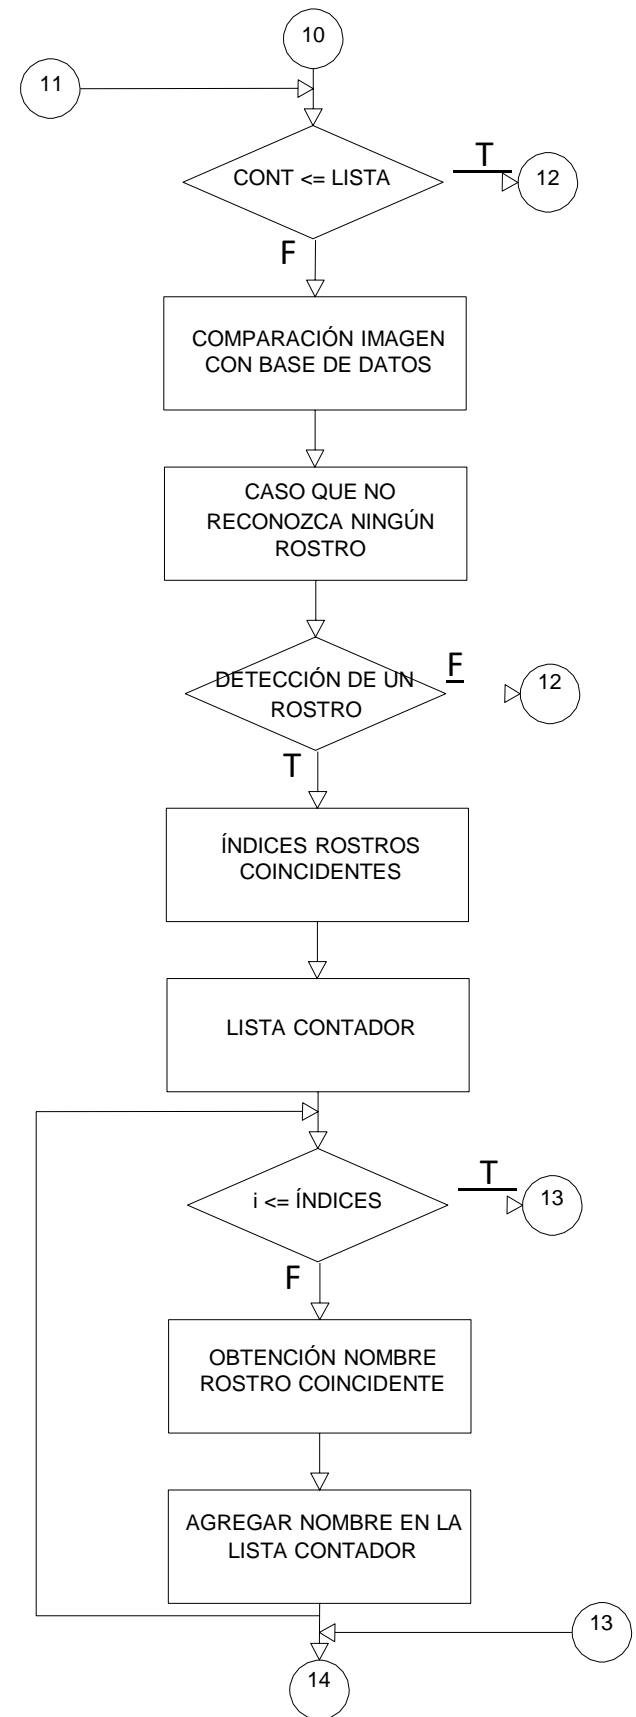 10
11
CONT <= LISTA
T
12
F
COMPARACIÓN IMAGEN
CON BASE DE DATOS
CASO QUE NO
RECONOZCA NINGÚN
ROSTRO
DETECCIÓN DE UN
ROSTRO
F
12
T
ÍNDICES ROSTROS
COINCIDENTES
LISTA CONTADOR
i <= ÍNDICES
T
13
F
OBTENCIÓN NOMBRE
ROSTRO COINCIDENTE
AGREGAR NOMBRE EN LA
LISTA CONTADOR
13
14